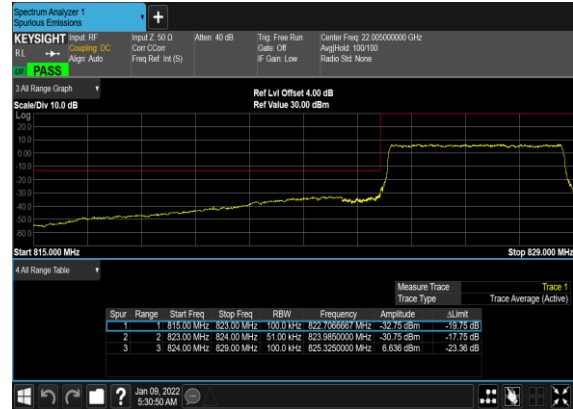 Spectrum Analyzer 1
Spurious Emissions
+
KEYSIGHT Input: RF Input Z: 50 Ω Atten: 40 dB Trig: Free Run Center Freq: 22.005000000 GHz
RL Coupling: DC Corr CCorr Gate: Off Avg|Hold: 100/100
Align: Auto Freq Ref: Int (S) IF Gain: Low Radio Std: None
PASS
3 All Range Graph
Ref Lvl Offset 4.00 dB
Scale/Div 10.0 dB Ref Value 30.00 dBm
Log
20.0
10.0
0.00
-10.0
-20.0
-30.0
-40.0
-50.0
-60.0
Start 815.000 MHz Stop 829.000 MHz
4 All Range Table
Measure Trace Trace 1
Trace Type Trace Average (Active)
Spur Range Start Freq Stop Freq RBW Frequency Amplitude ΔLimit
1 1 815.00 MHz 823.00 MHz 100.0 kHz 822.7066667 MHz -32.75 dBm -19.75 dB
2 2 823.00 MHz 824.00 MHz 51.00 kHz 823.9850000 MHz -30.75 dBm -17.75 dB
3 3 824.00 MHz 829.00 MHz 100.0 kHz 825.3250000 MHz 6.636 dBm -23.36 dB
? Jan 09, 2022
5:30:50 AM